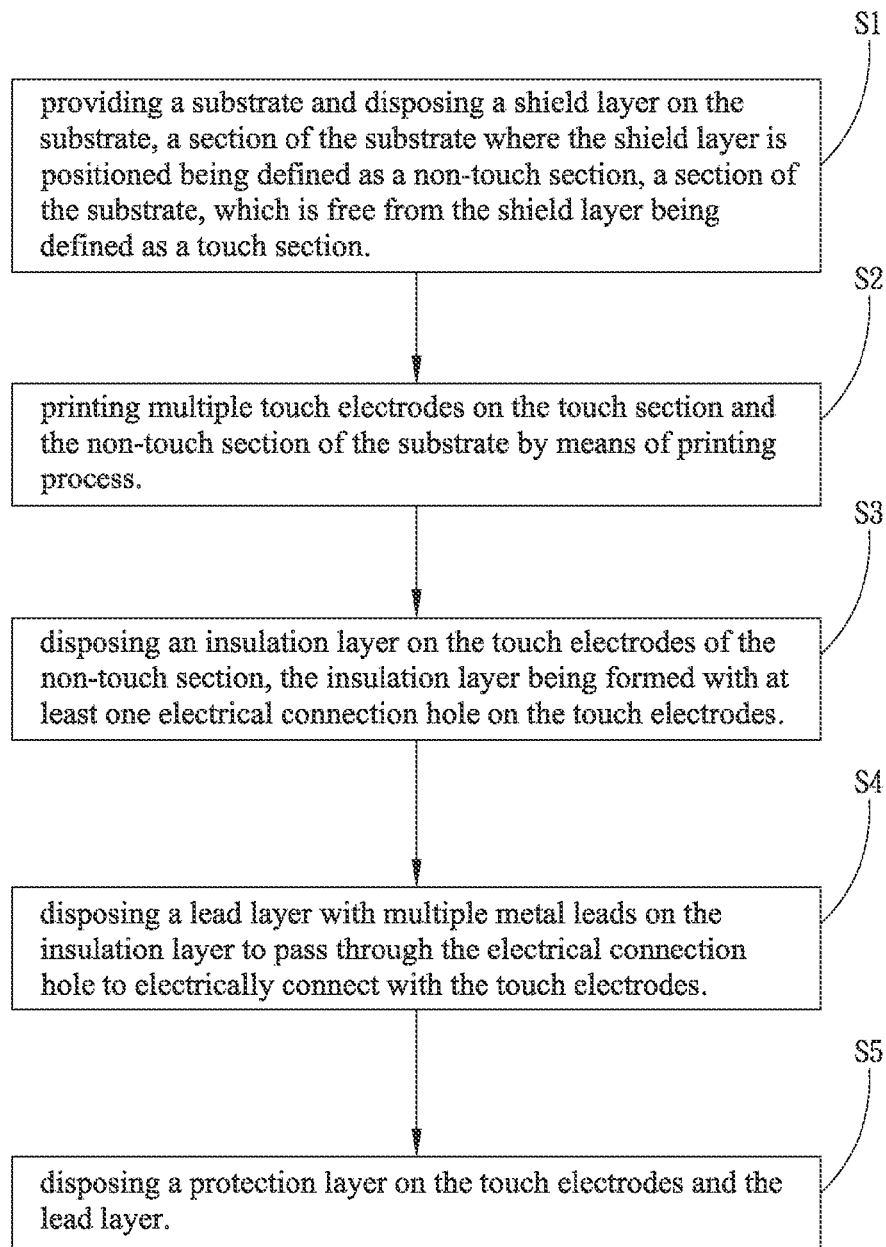 S1
providing a substrate and disposing a shield layer on the
substrate, a section of the substrate where the shield layer is
positioned being defined as a non-touch section, a section of
the substrate, which is free from the shield layer being
defined as a touch section.
S2
printing multiple touch electrodes on the touch section and
the non-touch section of the substrate by means of printing
process.
S3
disposing an insulation layer on the touch electrodes of the
non-touch section, the insulation layer being formed with at
least one electrical connection hole on the touch electrodes.
S4
disposing a lead layer with multiple metal leads on the
insulation layer to pass through the electrical connection
hole to electrically connect with the touch electrodes.
S5
disposing a protection layer on the touch electrodes and the
lead layer.